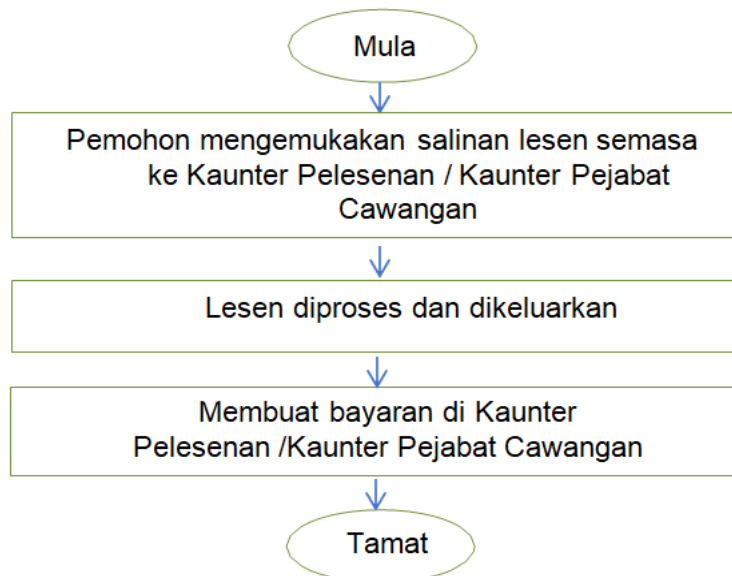 Mula
Pemohon mengemukakan salinan lesen semasa
ke Kaunter Pelesenan / Kaunter Pejabat
Cawangan
Lesen diproses dan dikeluarkan
Membuat bayaran di Kaunter
Pelesenan /Kaunter Pejabat Cawangan
Tamat